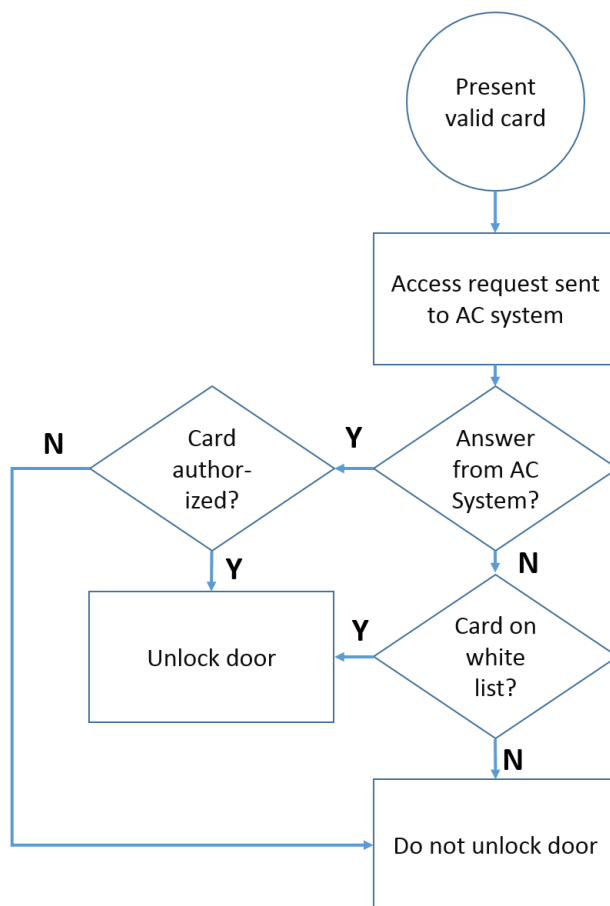 Present
valid card
Access request sent
to AC system
N
Card
author-
ized?
Y
Answer
from AC
System?
Y
N
Unlock door
Y
Card on
white
list?
N
Do not unlock door